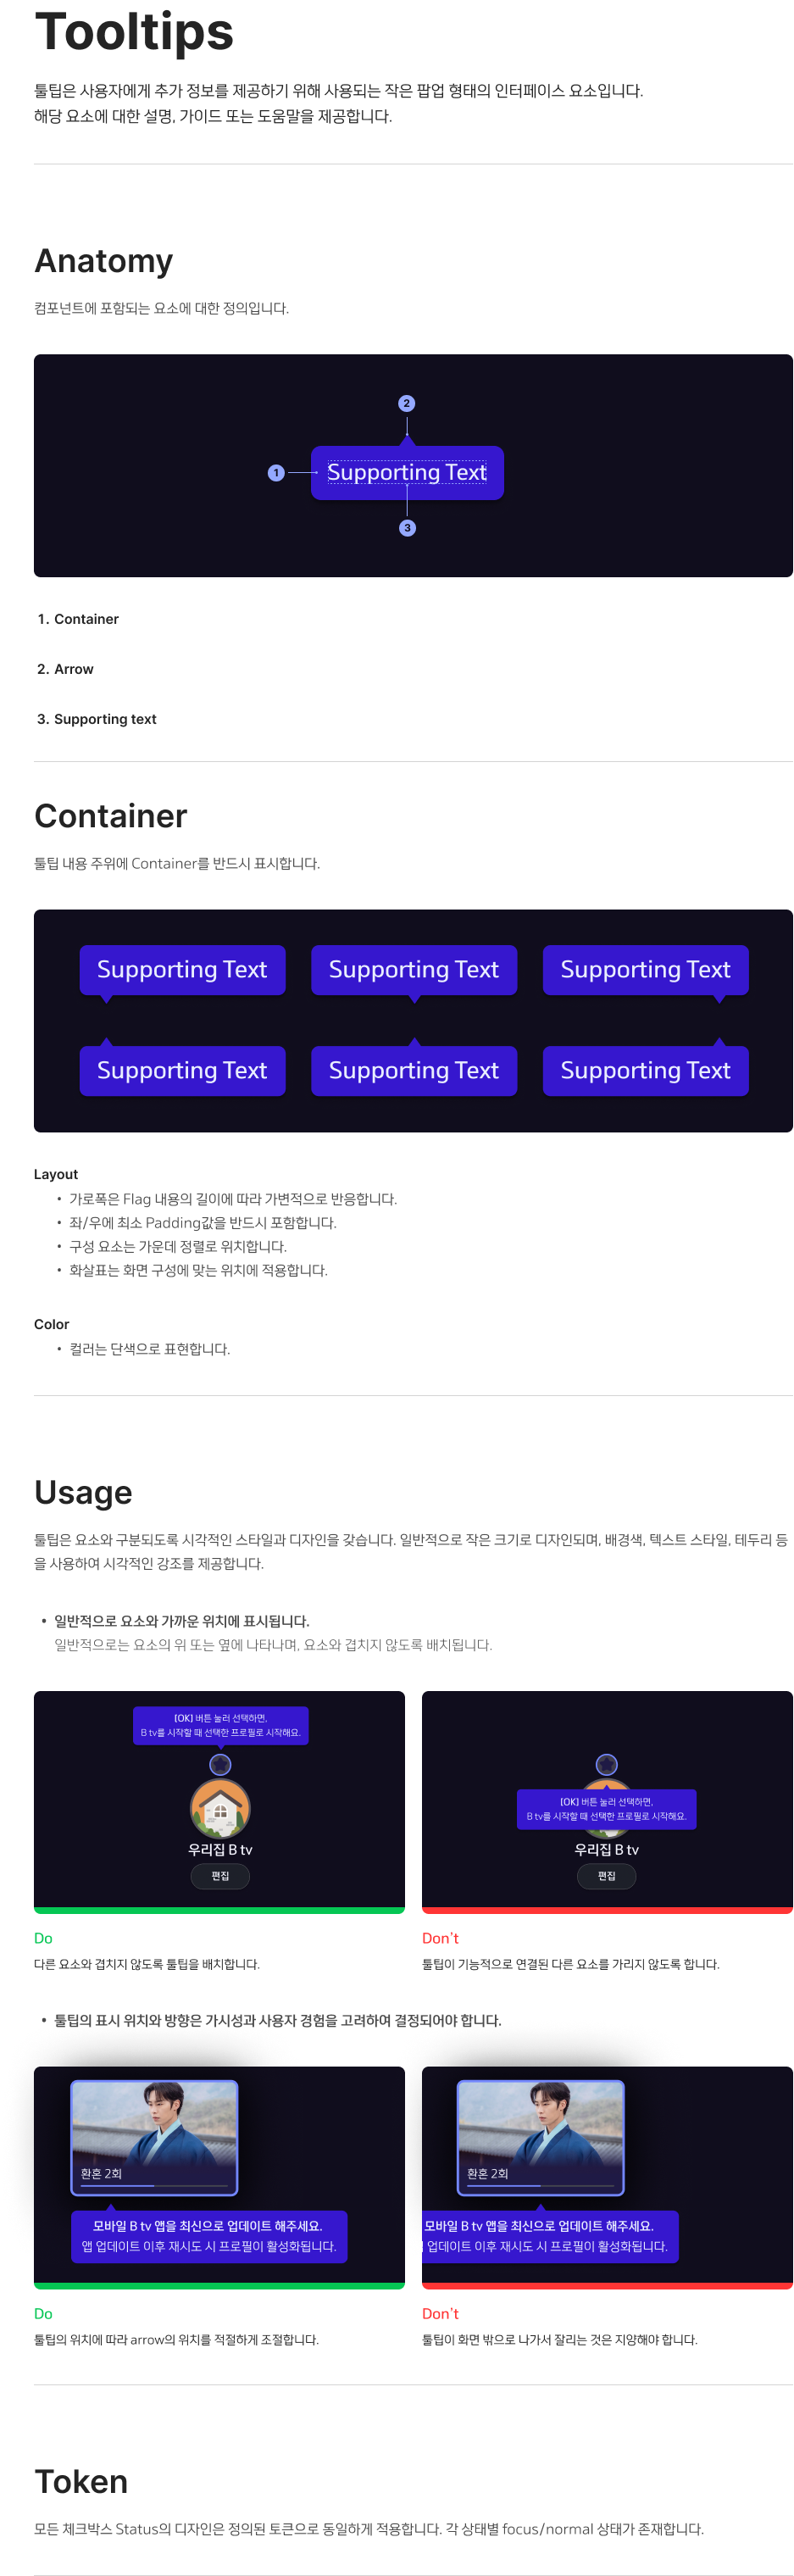 Tooltips
툴팁은 사용자에게 추가 정보를 제공하기 위해 사용되는 작은 팝업 형태의 인터페이스 요소입니다.
해당 요소에 대한 설명, 가이드 또는 도움말을 제공합니다.
Anatomy
컴포넌트에 포함되는 요소에 대한 정의입니다.
2
1
Supporting Text
3
1. Container
2. Arrow
3. Supporting text
Container
툴팁 내용 주위에 Container를 반드시 표시합니다.
Supporting Text
Supporting Text
Supporting Text
Supporting Text
Supporting Text
Supporting Text
Layout
• 가로폭은 Flag 내용의 길이에 따라 가변적으로 반응합니다.
• 좌/우에 최소 Padding값을 반드시 포함합니다.
• 구성 요소는 가운데 정렬로 위치합니다.
• 화살표는 화면 구성에 맞는 위치에 적용합니다.
Color
• 컬러는 단색으로 표현합니다.
Usage
툴팁은 요소와 구분되도록 시각적인 스타일과 디자인을 갖습니다. 일반적으로 작은 크기로 디자인되며, 배경색, 텍스트 스타일, 테두리 등
을 사용하여 시각적인 강조를 제공합니다.
• 일반적으로 요소와 가까운 위치에 표시됩니다.
일반적으로는 요소의 위 또는 옆에 나타나며, 요소와 겹치지 않도록 배치됩니다.
[OK] 버튼 눌러 선택하면,
B tv를 시작할 때 선택한 프로필로 시작해요.
우리집 B tv
편집
[OK] 버튼 눌러 선택하면,
B tv를 시작할 때 선택한 프로필로 시작해요.
우리집 B tv
편집
Do
다른 요소와 겹치지 않도록 툴팁을 배치합니다.
Don't
툴팁이 기능적으로 연결된 다른 요소를 가리지 않도록 합니다.
• 툴팁의 표시 위치와 방향은 가시성과 사용자 경험을 고려하여 결정되어야 합니다.
환혼 2회
모바일 B tv 앱을 최신으로 업데이트 해주세요.
앱 업데이트 이후 재시도 시 프로필이 활성화됩니다.
환혼 2회
모바일 B tv 앱을 최신으로 업데이트 해주세요.
업데이트 이후 재시도 시 프로필이 활성화됩니다.
Do
툴팁의 위치에 따라 arrow의 위치를 적절하게 조절합니다.
Don't
툴팁이 화면 밖으로 나가서 잘리는 것은 지양해야 합니다.
Token
모든 체크박스 Status의 디자인은 정의된 토큰으로 동일하게 적용합니다. 각 상태별 focus/normal 상태가 존재합니다.